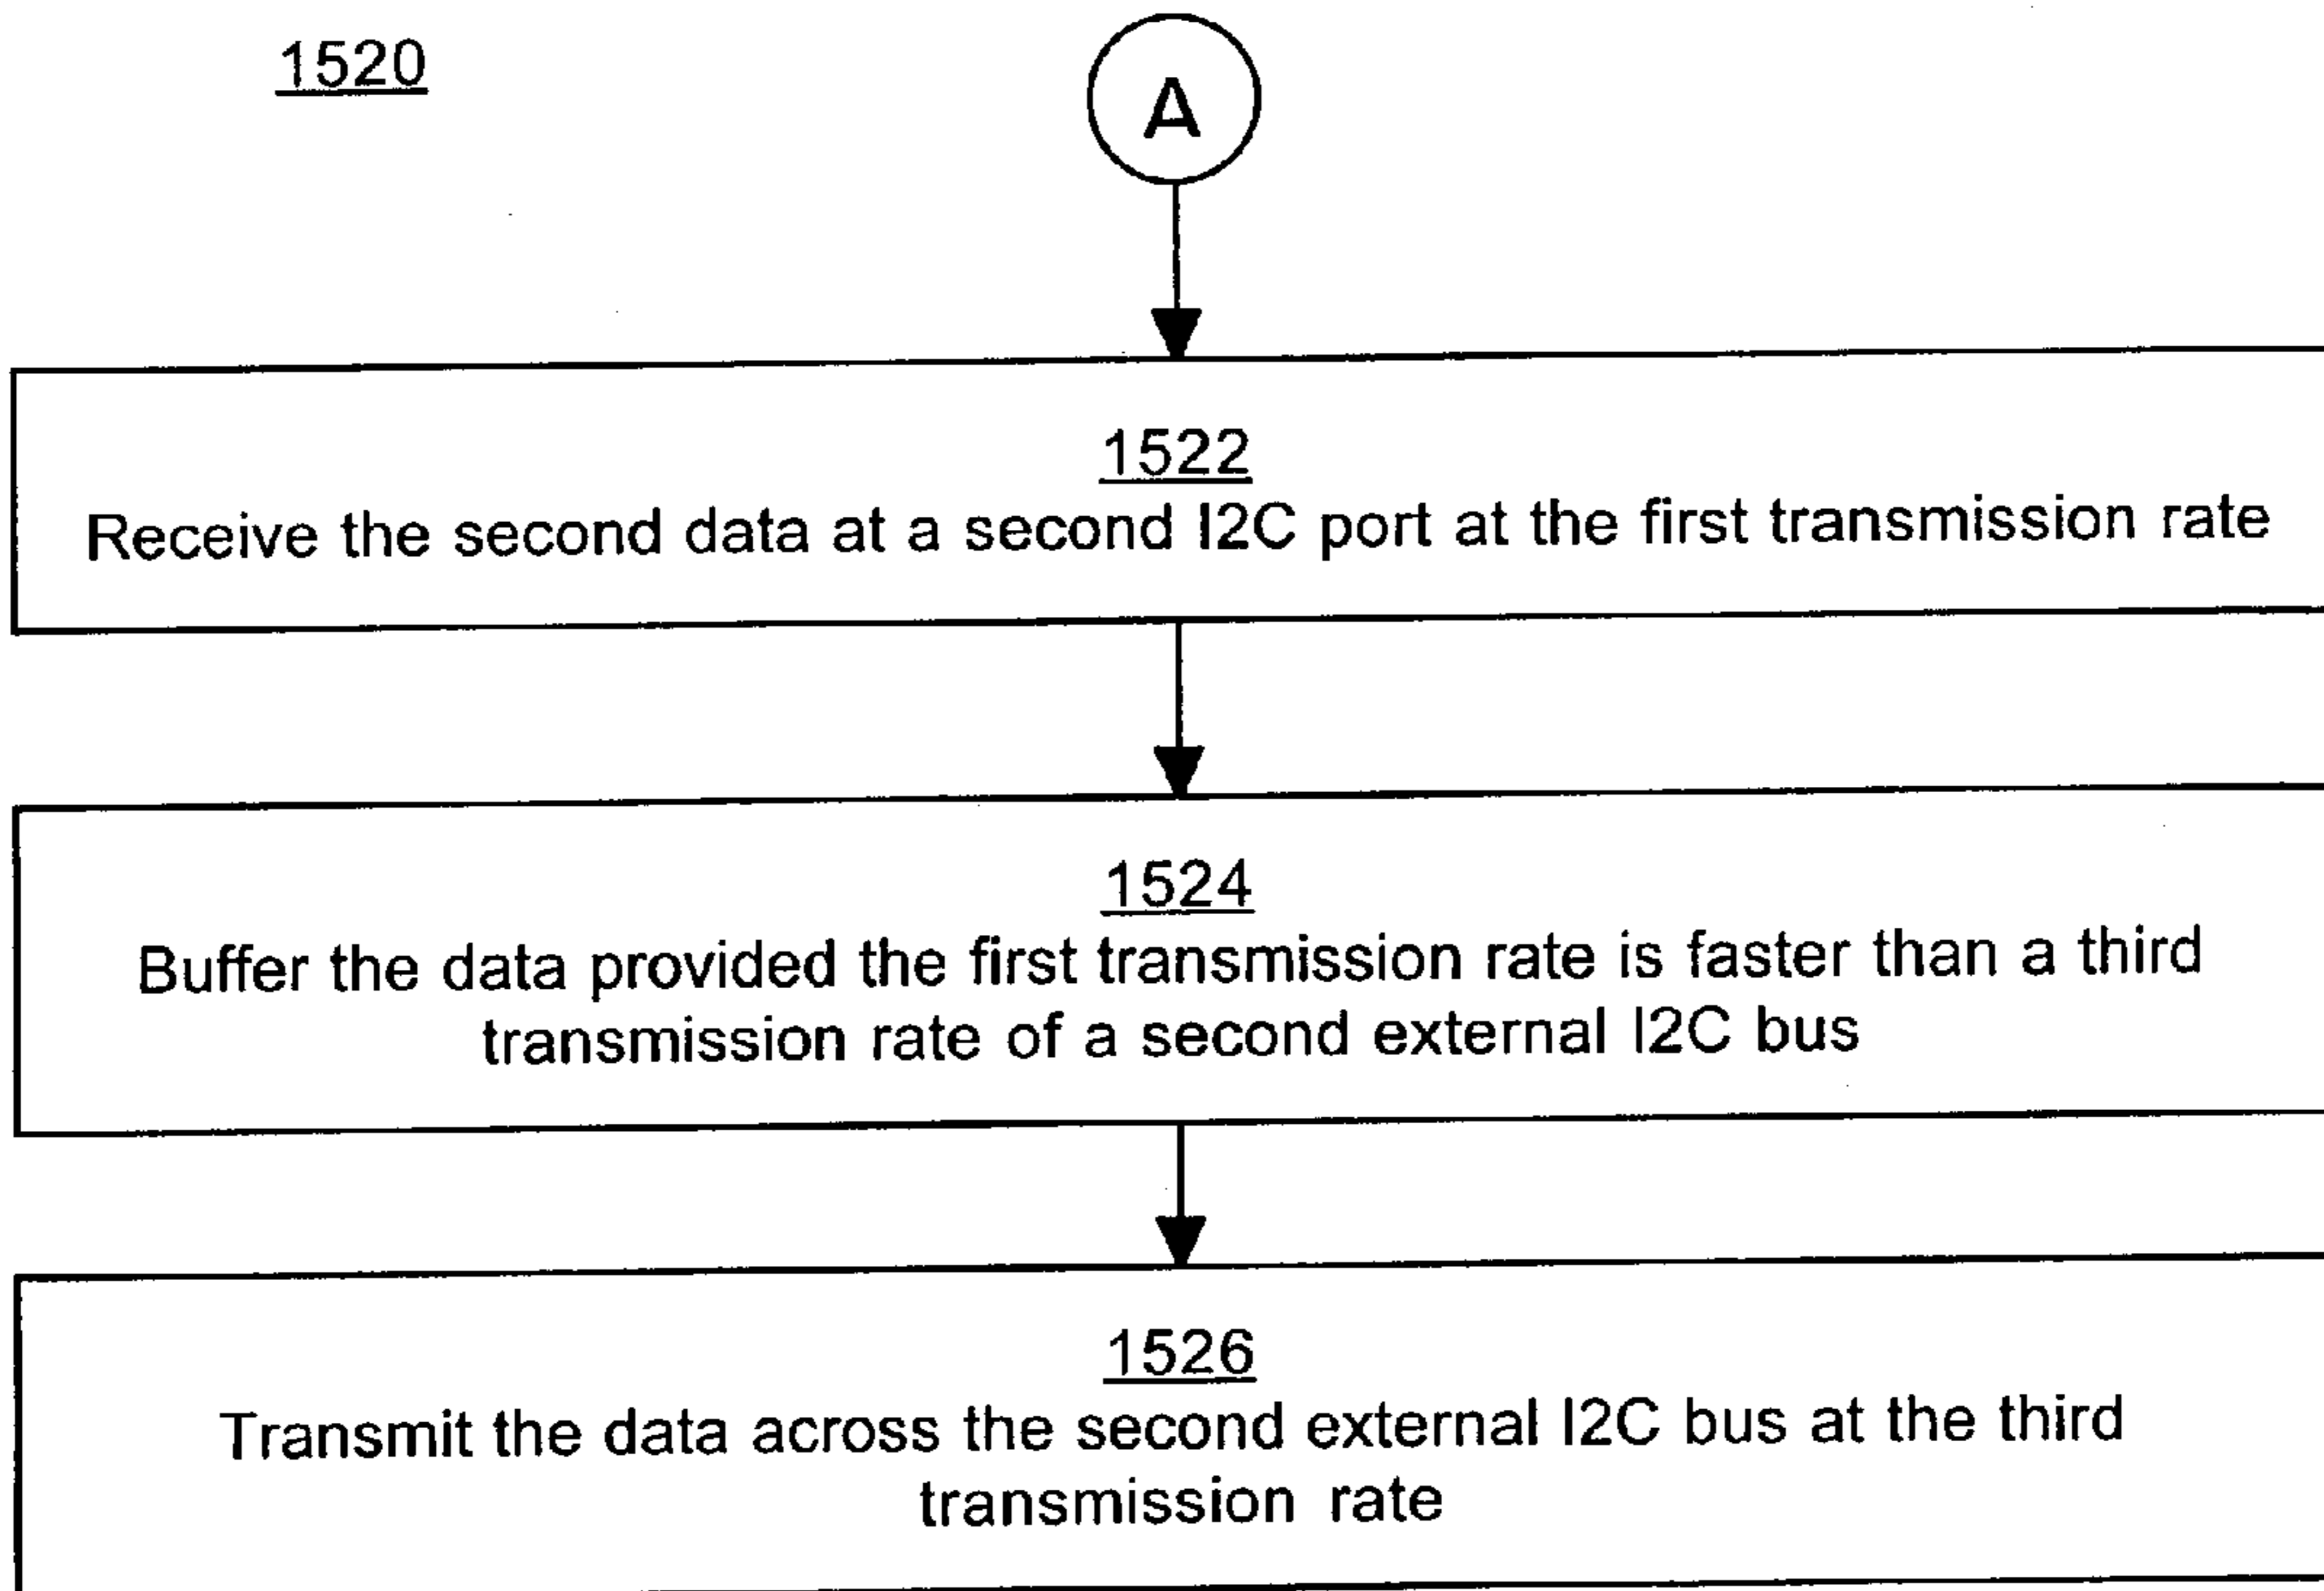 1520
A
1522
Receive the second data at a second I2C port at the first transmission rate
1524
Buffer the data provided the first transmission rate is faster than a third
transmission rate of a second external I2C bus
1526
Transmit the data across the second external I2C bus at the third
transmission rate